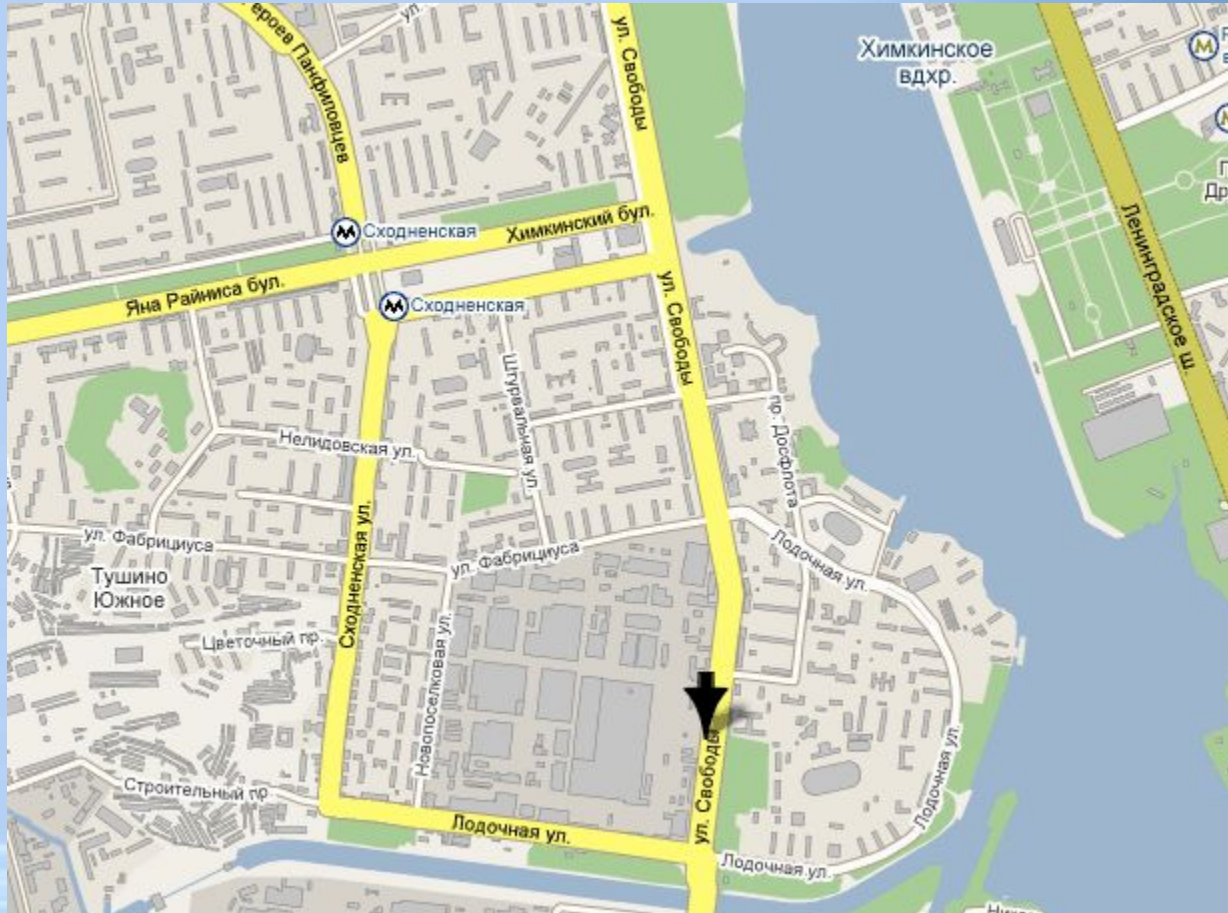 Героев Панфиловцев
ул.
ул. Свободы
Химкинское
вдхр.
Ленинградское ш.
Сходненская
Химкинский бул.
Яна Райниса бул.
Сходненская
ул. Свободы
Штурвальная ул.
пр. Досфлота
Нелидовская ул.
Сходненская ул.
ул. Фабрициуса
ул. Фабрициуса
Лодочная ул.
Тушино
Южное
Цветочный пр.
Новопоселковая ул.
ул. Свободы
Лодочная ул.
Строительный пр
Лодочная ул.
Лодочная ул.